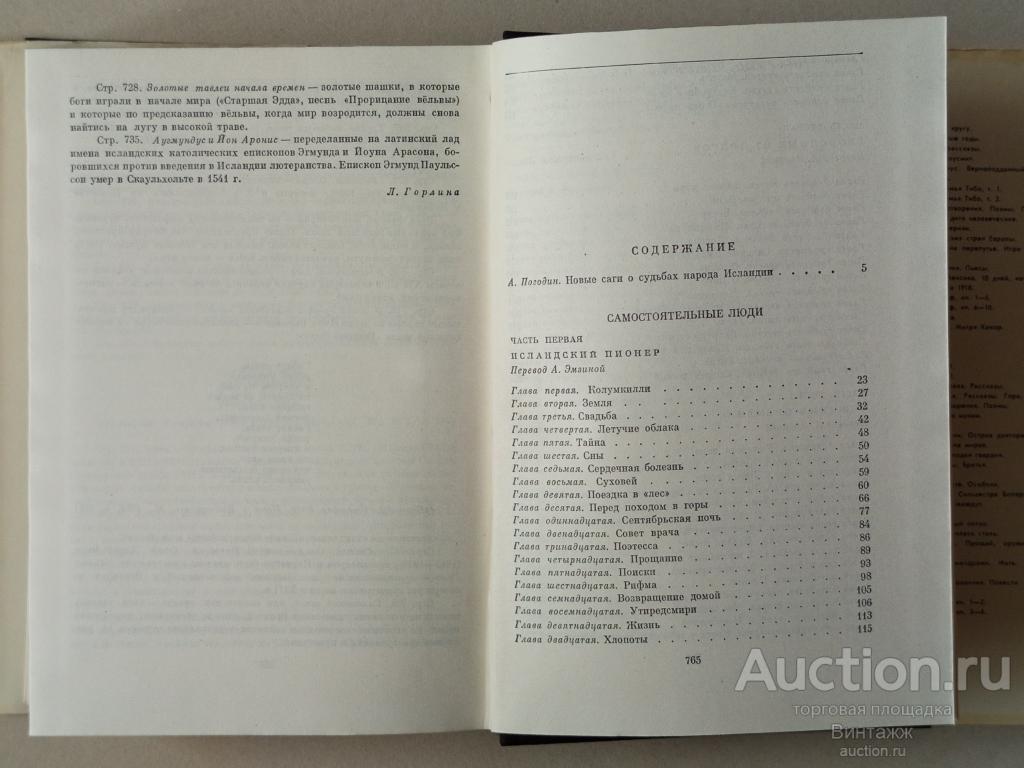 Стр. 728. Золотые тавлеи начала времен — золотые шашки, в которые
боги играли в начале мира («Старшая Эдда», песнь «Прорицание вёльвы»)
и которые по предсказанию вёльвы, когда мир возродится, должны снова
найтись на лугу в высокой траве.
Стр. 735. Аугмундус и Йон Аронис — переделанные на латинский лад
имена исландских католических епископов Эгмунда и Йоуна Арасона, бо-
ровшихся против введения в Исландии лютеранства. Епископ Эгмунд Паульс-
сон умер в Скаульхольте в 1541 г.
Л. Горлина
СОДЕРЖАНИЕ
А. Погодин. Новые саги о судьбах народа Исландии . . . . . 5
САМОСТОЯТЕЛЬНЫЕ ЛЮДИ
ЧАСТЬ ПЕРВАЯ
ИСЛАНДСКИЙ ПИОНЕР
Перевод А. Эмзиной
Глава первая. Колумкилли . . . . . . . . . . . . 23
Глава вторая. Земля . . . . . . . . . . . . 27
Глава третья. Свадьба . . . . . . . . . . . . 32
Глава четвертая. Летучие облака . . . . . . . . . . 42
Глава пятая. Тайна . . . . . . . . . . . . 48
Глава шестая. Сны . . . . . . . . . . . . 50
Глава седьмая. Сердечная болезнь . . . . . . . . . . 54
Глава восьмая. Суховей . . . . . . . . . . . . 59
Глава девятая. Поездка в «лес» . . . . . . . . . . 60
Глава десятая. Перед походом в горы . . . . . . . . 66
Глава одиннадцатая. Сентябрьская ночь . . . . . . . . 77
Глава двенадцатая. Совет врача . . . . . . . . . . 84
Глава тринадцатая. Поэтесса . . . . . . . . . . 86
Глава четырнадцатая. Прощание . . . . . . . . . . 89
Глава пятнадцатая. Поиски . . . . . . . . . . 93
Глава шестнадцатая. Рифма . . . . . . . . . . 98
Глава семнадцатая. Возвращение домой . . . . . . . . 105
Глава восемнадцатая. Утиредсмири . . . . . . . . 106
Глава девятнадцатая. Жизнь . . . . . . . . . . 113
Глава двадцатая. Хлопоты . . . . . . . . . . 115
765
Auction.ru
торговая площадка
Винтажж
auction.ru